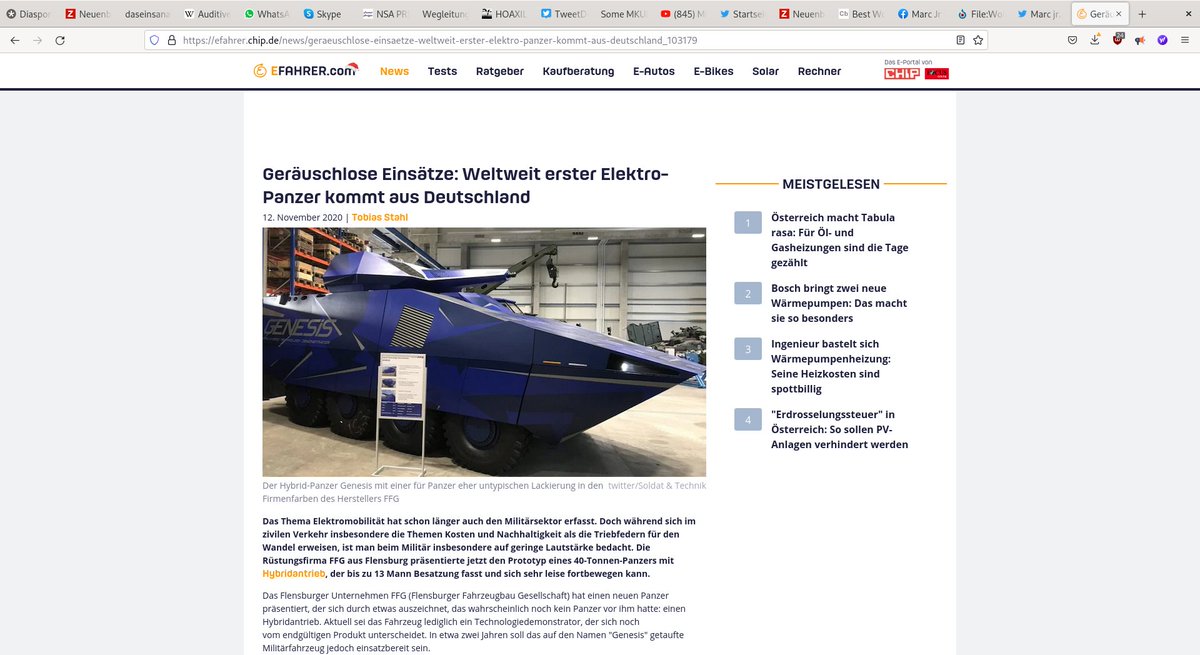 Diaspor
Neuenb
daseinsana
Auditive
WhatsA
Skype
NSA PR
Wegleitung
HOAXIL
TweetD
Some MKU
(845) M
Startsei
Neuenb
Best Wo
Marc Jr
File:Wol
Marc jr.
Gerä
https://efahrer.chip.de/news/geraeuschlose-einsaetze-weltweit-erster-elektro-panzer-kommt-aus-deutschland_103179
EFAHRER.com
News
Tests
Ratgeber
Kaufberatung
E-Autos
E-Bikes
Solar
Rechner
Das E-Portal von
CHIP
Geräuschlose Einsätze: Weltweit erster Elektro-
Panzer kommt aus Deutschland
12. November 2020 | Tobias Stahl
GENESIS
Der Hybrid-Panzer Genesis mit einer für Panzer eher untypischen Lackierung in den
Firmenfarben des Herstellers FFG
twitter/Soldat & Technik
Das Thema Elektromobilität hat schon länger auch den Militärsektor erfasst. Doch während sich im
zivilen Verkehr insbesondere die Themen Kosten und Nachhaltigkeit als die Triebfedern für den
Wandel erweisen, ist man beim Militär insbesondere auf geringe Lautstärke bedacht. Die
Rüstungsfirma FFG aus Flensburg präsentierte jetzt den Prototyp eines 40-Tonnen-Panzers mit
Hybridantrieb, der bis zu 13 Mann Besatzung fasst und sich sehr leise fortbewegen kann.
Das Flensburger Unternehmen FFG (Flensburger Fahrzeugbau Gesellschaft) hat einen neuen Panzer
präsentiert, der sich durch etwas auszeichnet, das wahrscheinlich noch kein Panzer vor ihm hatte: einen
Hybridantrieb. Aktuell sei das Fahrzeug lediglich ein Technologiedemonstrator, der sich noch
vom endgültigen Produkt unterscheidet. In etwa zwei Jahren soll das auf den Namen "Genesis" getaufte
Militärfahrzeug jedoch einsatzbereit sein.
MEISTGELESEN
1
Österreich macht Tabula
rasa: Für Öl- und
Gasheizungen sind die Tage
gezählt
2
Bosch bringt zwei neue
Wärmepumpen: Das macht
sie so besonders
3
Ingenieur bastelt sich
Wärmepumpenheizung:
Seine Heizkosten sind
spottbillig
4
"Erdrosselungssteuer" in
Österreich: So sollen PV-
Anlagen verhindert werden